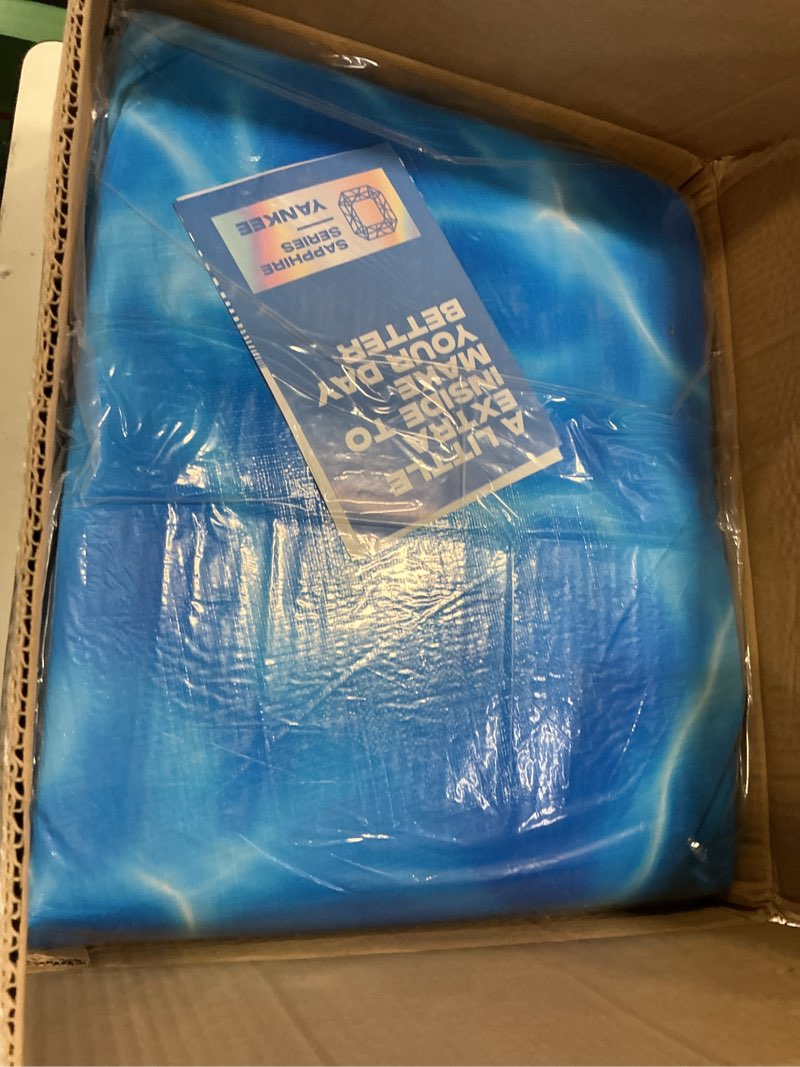 A LITTLE
EXTRA
INSIDE TO
MAKE
YOUR DAY
BETTER
SAPPHIRE
SERIES
YANKEE